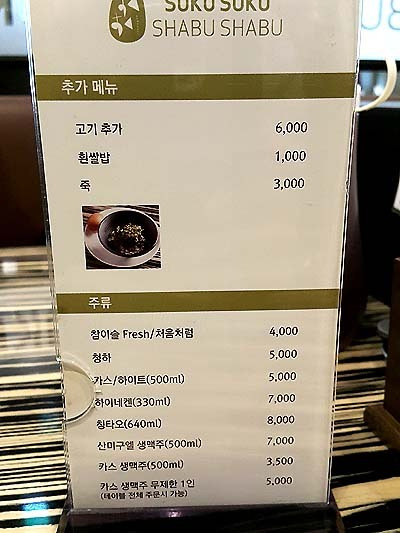 SUKU SUKU
SHABU SHABU
추가 메뉴
고기 추가 6,000
흰쌀밥 1,000
죽 3,000
주류
참이슬 Fresh/처음처럼 4,000
청하 5,000
카스/하이트(500ml) 5,000
하이네켄(330ml) 7,000
칭타오(640ml) 8,000
산미구엘 생맥주(500ml) 7,000
카스 생맥주(500ml) 3,500
카스 생맥주 무제한 1인 5,000
(테이블 전체 주문시 가능)